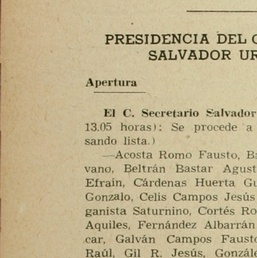 PRESIDENCIA DEL C
SALVADOR UR
Apertura
El C. Secretario Salvador
13.05 horas): Se procede a
sando lista.)
—Acosta Romo Fausto, Ba
vano, Beltrán Bastar Agust
Efraín, Cárdenas Huerta Gu
Gonzalo, Celis Campos Jesús
ganista Saturnino, Cortés Ro
Aquiles, Fernández Albarrán
car, Galván Campos Fausto
Raúl, Gil R. Jesús, Gonzále